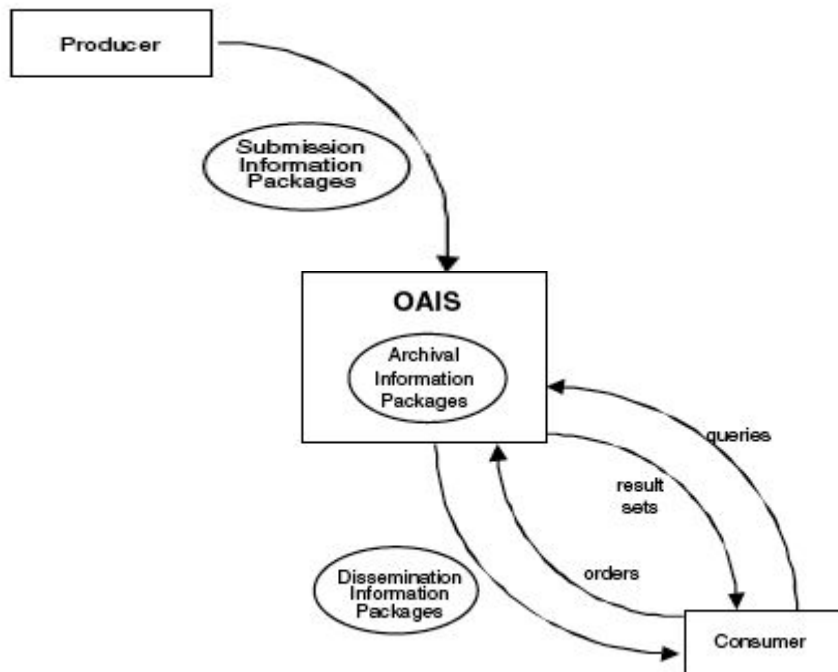 Producer
Submission
Information
Packages
OAIS
Archival
Information
Packages
queries
result
sets
orders
Dissemination
Information
Packages
Consumer